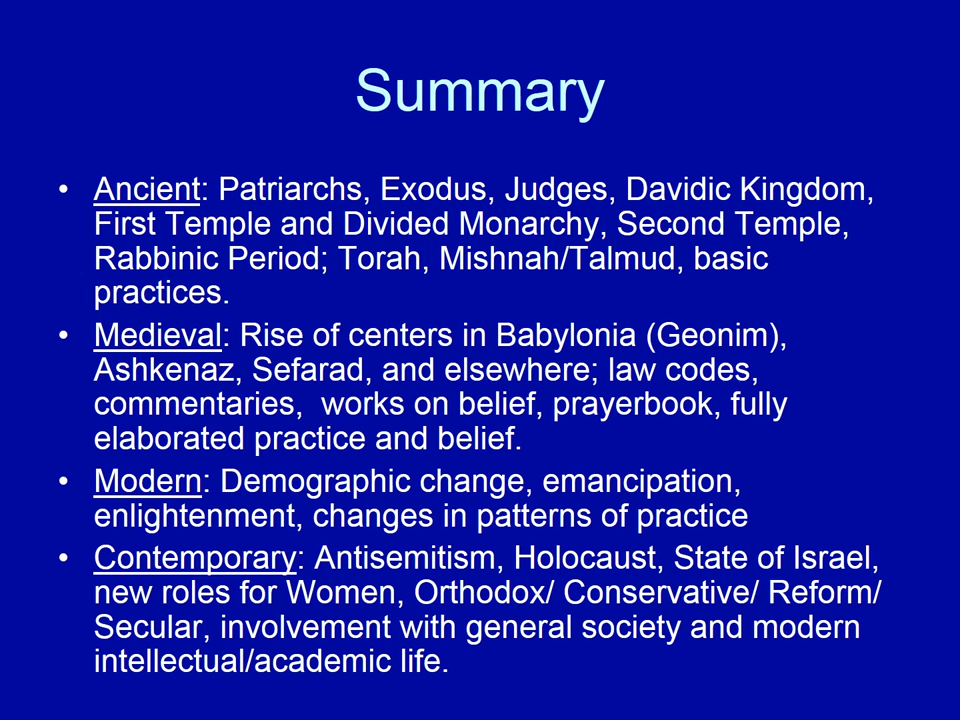 Summary
• Ancient: Patriarchs, Exodus, Judges, Davidic Kingdom,
First Temple and Divided Monarchy, Second Temple,
Rabbinic Period; Torah, Mishnah/Talmud, basic
practices.
• Medieval: Rise of centers in Babylonia (Geonim),
Ashkenaz, Sefarad, and elsewhere; law codes,
commentaries,  works on belief, prayerbook, fully
elaborated practice and belief.
• Modern: Demographic change, emancipation,
enlightenment, changes in patterns of practice
• Contemporary: Antisemitism, Holocaust, State of Israel,
new roles for Women, Orthodox/ Conservative/ Reform/
Secular, involvement with general society and modern
intellectual/academic life.